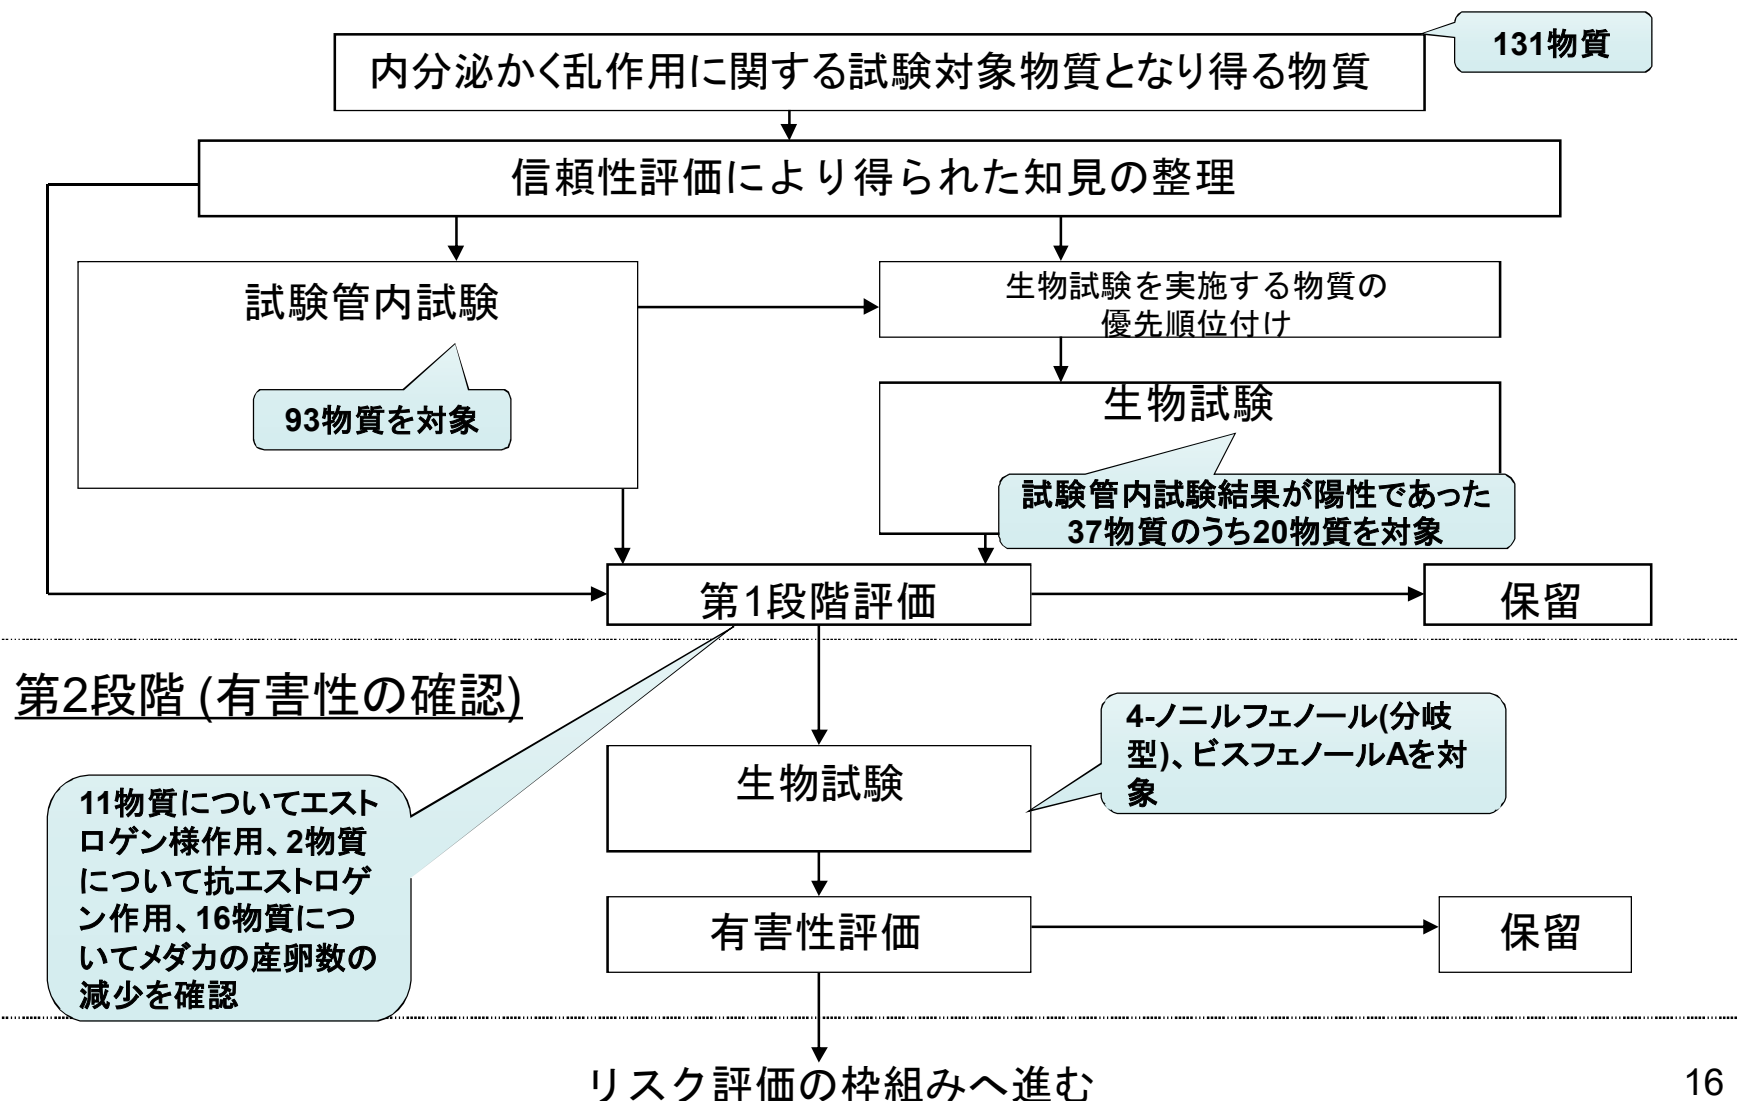 131物質
内分泌かく乱作用に関する試験対象物質となり得る物質
信頼性評価により得られた知見の整理
試験管内試験
93物質を対象
生物試験を実施する物質の
優先順位付け
生物試験
試験管内試験結果が陽性であった
37物質のうち20物質を対象
第1段階評価
保留
第2段階 (有害性の確認)
4-ノニルフェノール(分岐
型)、ビスフェノールAを対
象
生物試験
11物質についてエスト
ロゲン様作用、2物質
について抗エストロゲ
ン作用、16物質につ
いてメダカの産卵数の
減少を確認
有害性評価
保留
リスク評価の枠組みへ進む
16